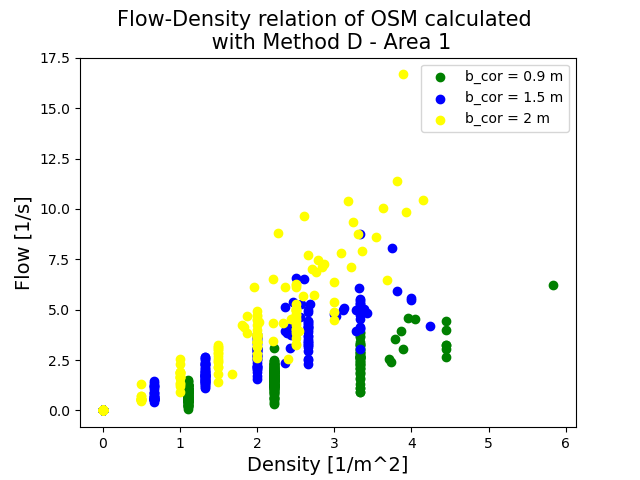 Flow-Density relation of OSM calculated
with Method D - Area 1
17.5
15.0
12.5
10.0
7.5
5.0
2.5
0.0
Flow [1/s]
b_cor = 0.9 m
b_cor = 1.5 m
b_cor = 2 m
0
1
2
3
4
5
6
Density [1/m^2]